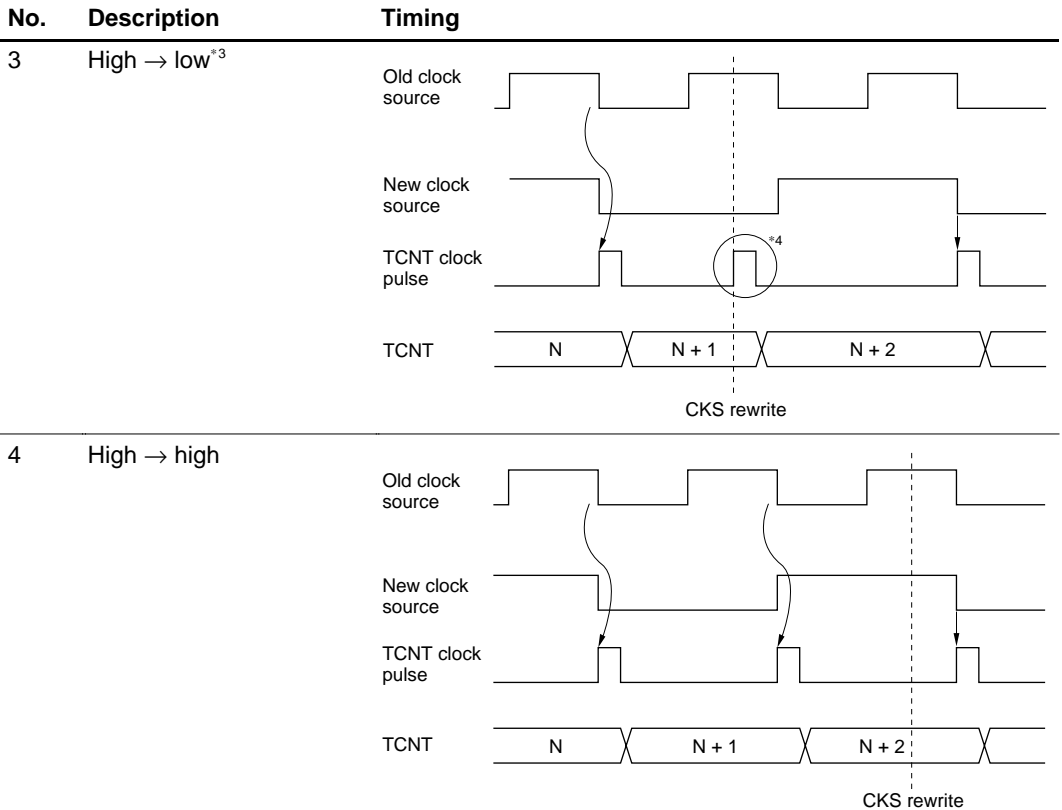 No. Description Timing
3 High → low*3
Old clock
source
New clock
source
*4
TCNT clock
pulse
TCNT N N + 1 N + 2
CKS rewrite
4 High → high
Old clock
source
New clock
source
TCNT clock
pulse
TCNT N N + 1 N + 2
CKS rewrite